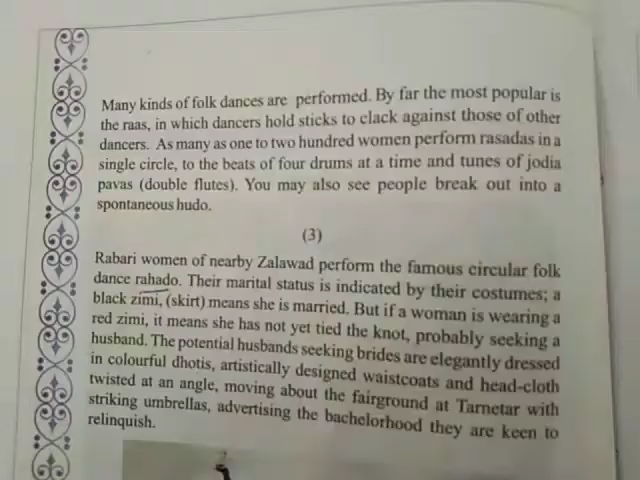 Many kinds of folk dances are performed. By far the most popular is
the raas, in which dancers hold sticks to clack against those of other
dancers. As many as one to two hundred women perform rasadas in a
single circle, to the beats of four drums at a time and tunes of jodia
pavas (double flutes). You may also see people break out into a
spontaneous hudo.
(3)
Rabari women of nearby Zalawad perform the famous circular folk
dance rahado. Their marital status is indicated by their costumes; a
black zimi, (skirt) means she is married. But if a woman is wearing a
red zimi, it means she has not yet tied the knot, probably seeking a
husband. The potential husbands seeking brides are elegantly dressed
in colourful dhotis, artistically designed waistcoats and head-cloth
twisted at an angle, moving about the fairground at Tarnetar with
striking umbrellas, advertising the bachelorhood they are keen to
relinquish.